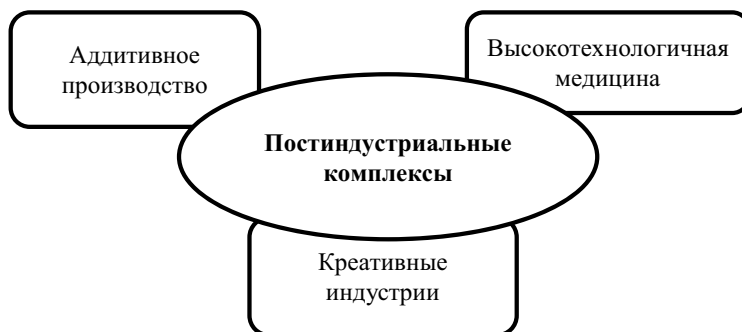 Аддитивное
производство
Высокотехнологичная
медицина
Постиндустриальные
комплексы
Креативные
индустрии